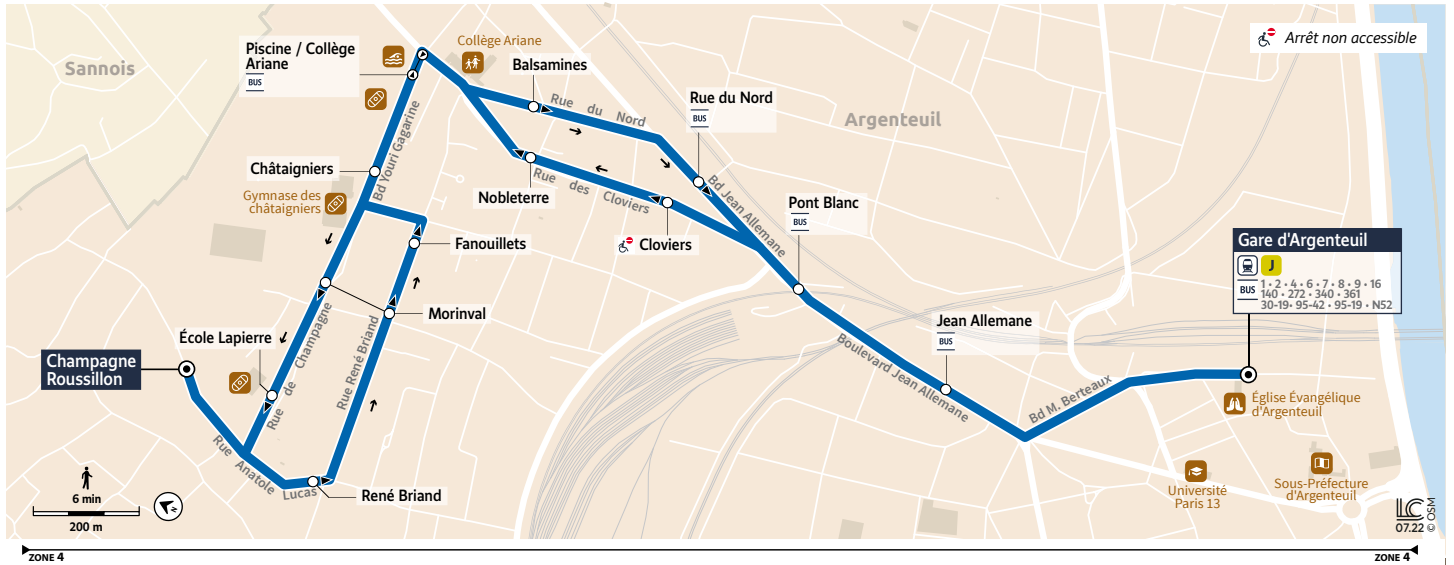 Sannois
Piscine / Collège
Ariane
BUS
Collège Ariane
Balsamines
Rue du Nord
Rue du Nord
BUS
Argenteuil
Arrêt non accessible
Bd Youri Gagarine
Châtaigniers
Gymnase des
châtaigniers
Nobleterre
Rue des Cloviers
Cloviers
Bd Jean Allemane
Pont Blanc
BUS
Fanouillets
Morinval
Gare d'Argenteuil
J
BUS
1 • 2 • 4 • 6 • 7 • 8 • 9 • 16
140 • 272 • 340 • 361
30-19 • 95-42 • 95-19 • N52
École Lapierre
Rue de Champagne
Rue René Briand
Champagne
Roussillon
Jean Allemane
BUS
Boulevard Jean Allemane
Bd M. Berteaux
Église Évangélique
d'Argenteuil
Rue Anatole Lucas
René Briand
Université
Paris 13
Sous-Préfecture
d'Argenteuil
6 min
200 m
LC
07.22 © OSM
ZONE 4
ZONE 4